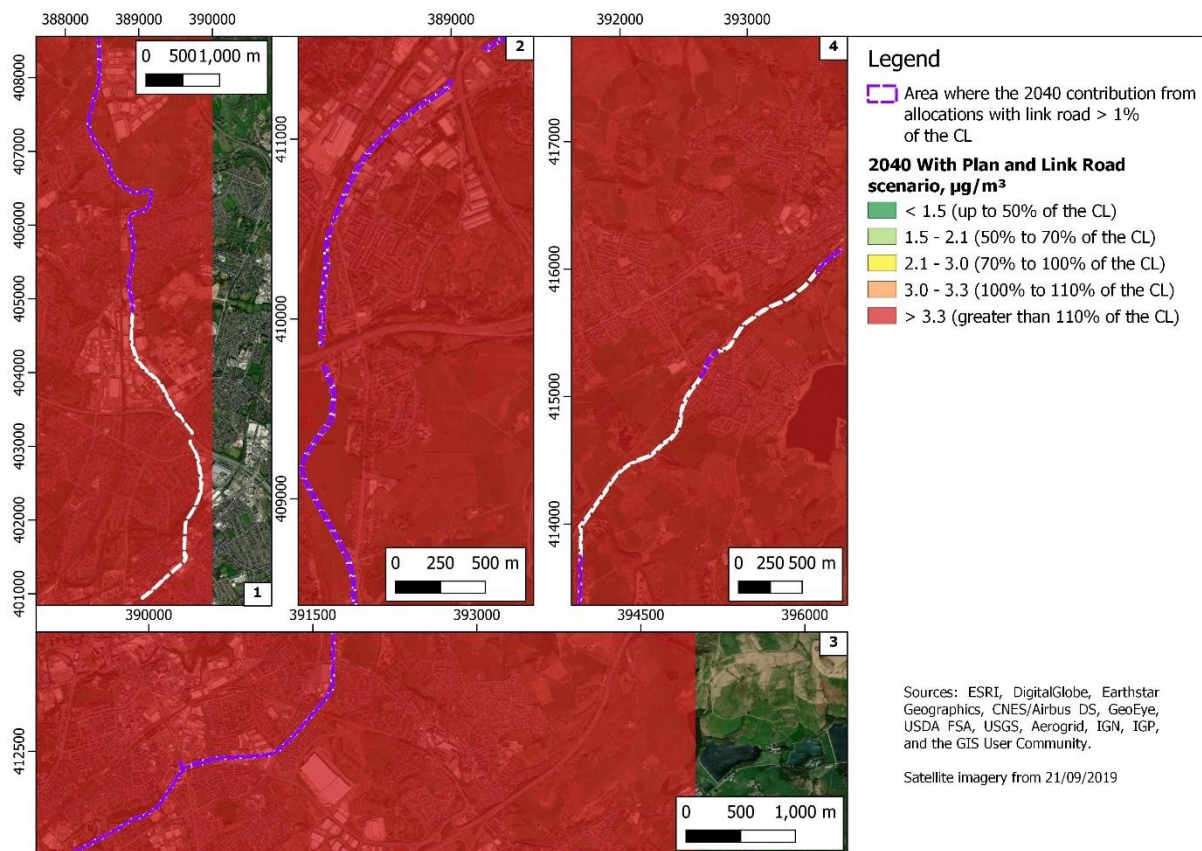 388000 389000 390000
389000
392000 393000
0 500 1,000 m
2
4
408000
407000
406000
405000
404000
403000
402000
401000
1
411000
410000
409000
0 250 500 m
417000
416000
415000
414000
0 250 500 m
390000
391500
393000
394500
396000
3
412500
0 500 1,000 m
Legend
Area where the 2040 contribution from
allocations with link road > 1%
of the CL
2040 With Plan and Link Road
scenario, µg/m³
< 1.5 (up to 50% of the CL)
1.5 - 2.1 (50% to 70% of the CL)
2.1 - 3.0 (70% to 100% of the CL)
3.0 - 3.3 (100% to 110% of the CL)
> 3.3 (greater than 110% of the CL)
Sources: ESRI, DigitalGlobe, Earthstar
Geographics, CNES/Airbus DS, GeoEye,
USDA FSA, USGS, Aerogrid, IGN, IGP,
and the GIS User Community.
Satellite imagery from 21/09/2019